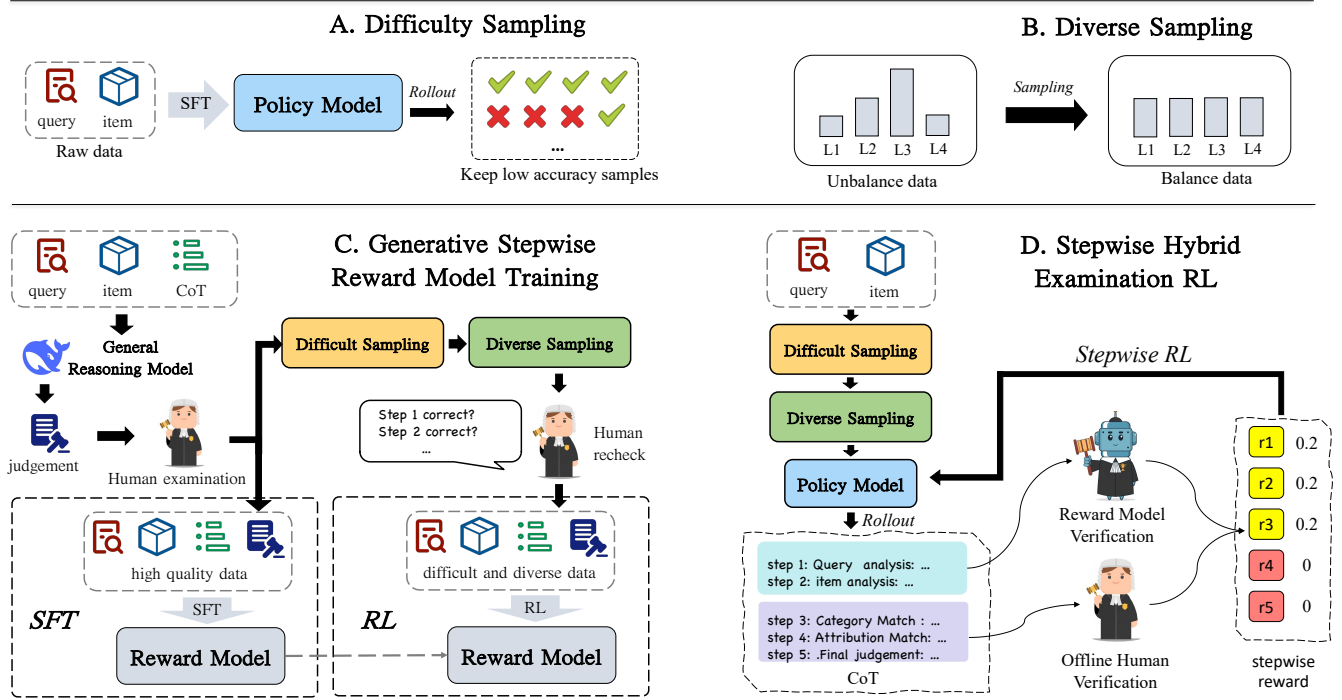 A. Difficulty Sampling
query
item
Raw data
SFT
Policy Model
Rollout
...
Keep low accuracy samples
B. Diverse Sampling
L1 L2 L3 L4
Unbalance data
Sampling
L1 L2 L3 L4
Balance data
C. Generative Stepwise
Reward Model Training
query
item
CoT
General
Reasoning Model
judgement
Human examination
Difficult Sampling
Diverse Sampling
Step 1 correct?
Step 2 correct?
...
Human
recheck
high quality data
SFT
SFT
Reward Model
difficult and diverse data
RL
RL
Reward Model
D. Stepwise Hybrid
Examination RL
query
item
Difficult Sampling
Diverse Sampling
Policy Model
Rollout
step 1: Query analysis: ...
step 2: item analysis: ...
step 3: Category Match : ...
step 4: Attribution Match: ...
step 5: .Final judgement: ...
CoT
Stepwise RL
Reward Model
Verification
Offline Human
Verification
r1 0.2
r2 0.2
r3 0.2
r4 0
r5 0
stepwise
reward